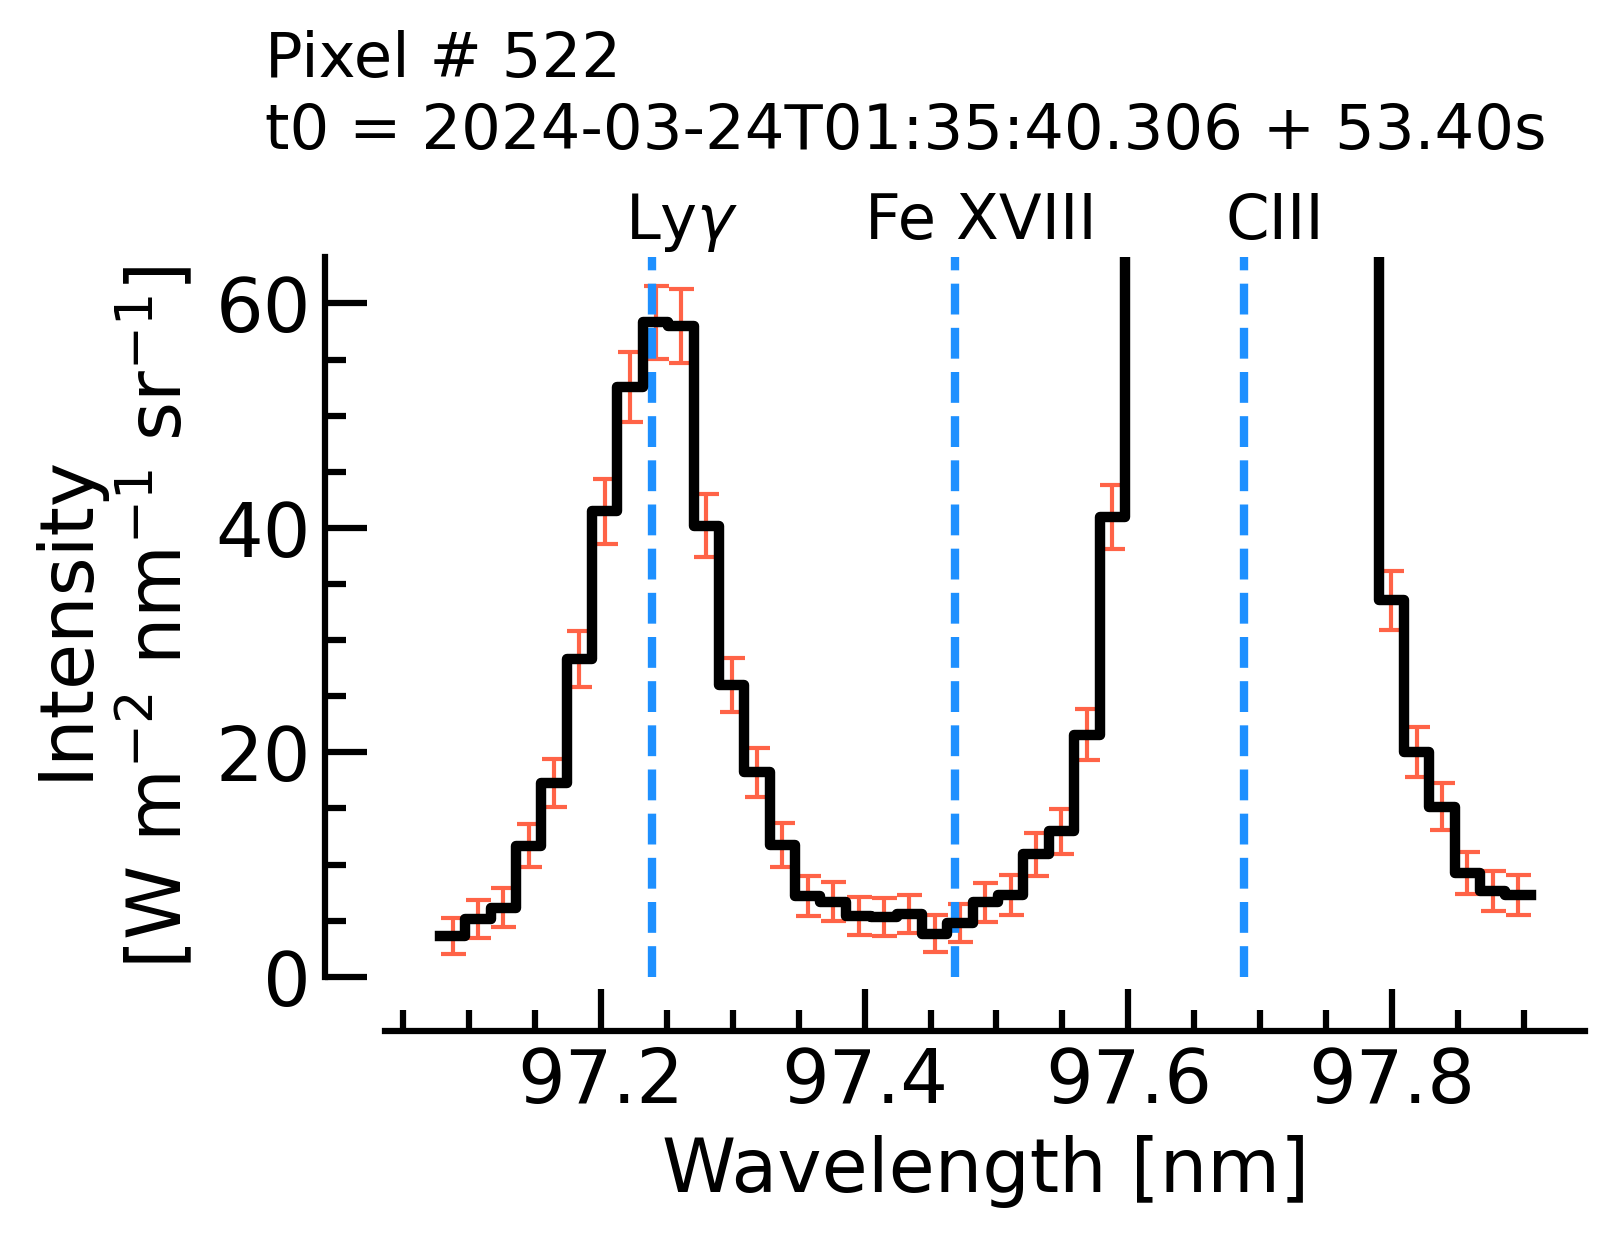 Pixel # 522
t0 = 2024-03-24T01:35:40.306 + 53.40s
Lyγ Fe XVIII CIII
Intensity
[W m⁻² nm⁻¹ sr⁻¹]
60
40
20
0
97.2 97.4 97.6 97.8
Wavelength [nm]